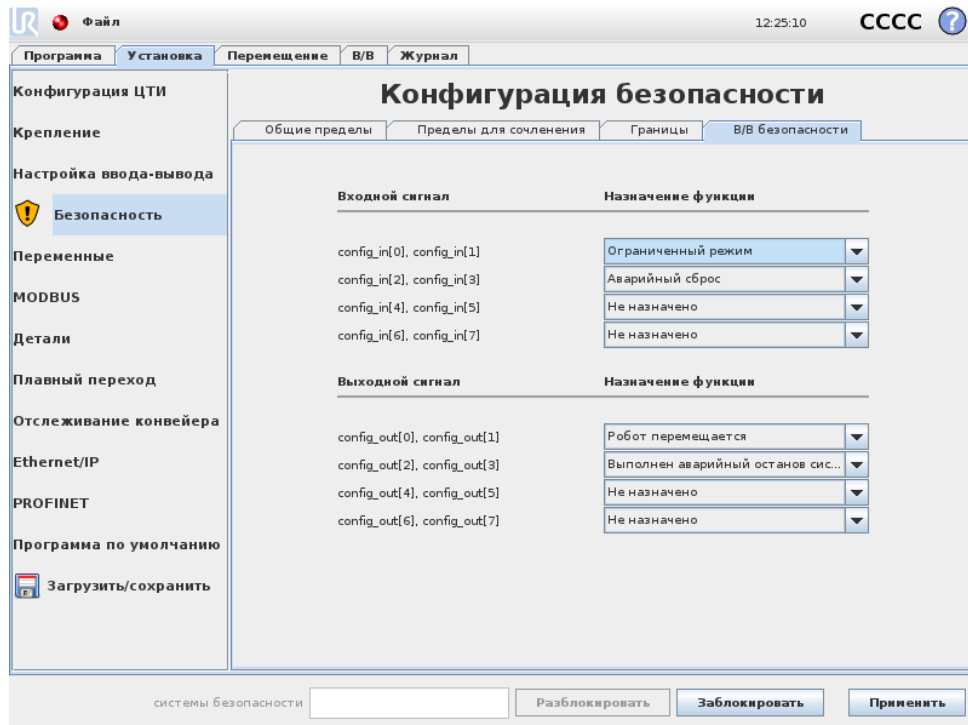 UR
Файл
12:25:10
CCCC
?
Программа
Установка
Перемещение
В/В
Журнал
Конфигурация ЦТИ
Крепление
Настройка ввода-вывода
Безопасность
Переменные
MODBUS
Детали
Плавный переход
Отслеживание конвейера
Ethernet/IP
PROFINET
Программа по умолчанию
Загрузить/сохранить
Конфигурация безопасности
Общие пределы
Пределы для сочленения
Границы
В/В безопасности
Входной сигнал Назначение функции
config_in[0], config_in[1] Ограниченный режим
config_in[2], config_in[3] Аварийный сброс
config_in[4], config_in[5] Не назначено
config_in[6], config_in[7] Не назначено
Выходной сигнал Назначение функции
config_out[0], config_out[1] Робот перемещается
config_out[2], config_out[3] Выполнен аварийный останов сис...
config_out[4], config_out[5] Не назначено
config_out[6], config_out[7] Не назначено
системы безопасности
Разблокировать
Заблокировать
Применить